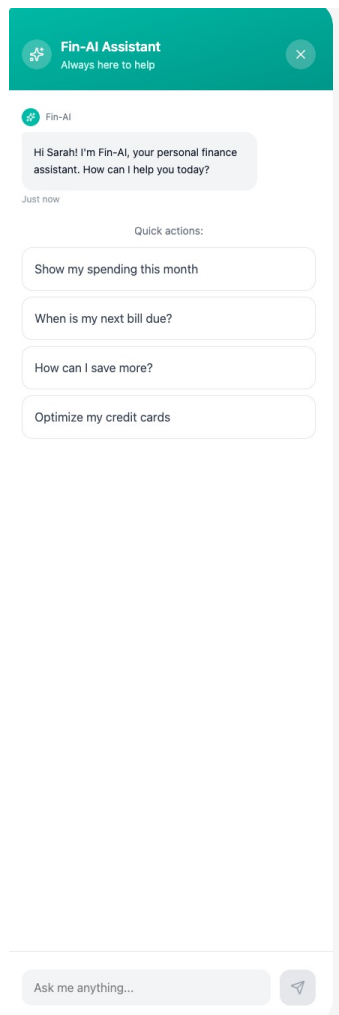 Fin-AI Assistant
Always here to help
Fin-AI
Hi Sarah! I'm Fin-AI, your personal finance
assistant. How can I help you today?
Just now
Quick actions:
Show my spending this month
When is my next bill due?
How can I save more?
Optimize my credit cards
Ask me anything...